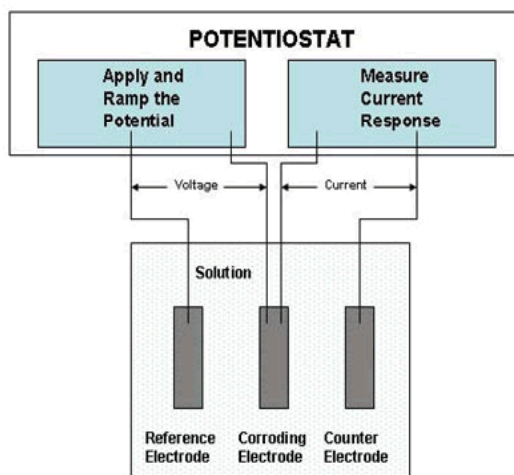 POTENTIOSTAT
Apply and
Ramp the
Potential
Measure
Current
Response
Voltage
Current
Solution
Reference
Electrode
Corroding
Electrode
Counter
Electrode